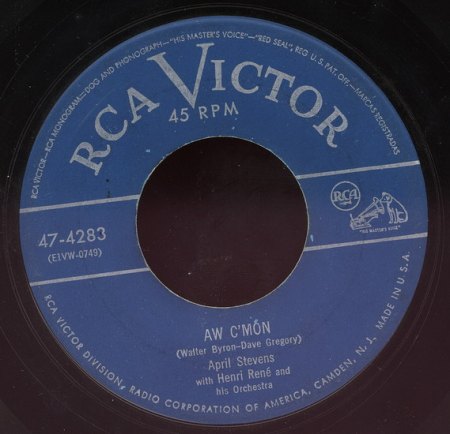 RCA VICTOR—RCA MONOGRAM—DOG AND PHONOGRAPH—"HIS MASTER'S VOICE"—"RED SEAL", REG. U. S. PAT. OFF.—MARCAS REGISTRADAS
RCA VICTOR
45 RPM
RCA
"HIS MASTER'S VOICE"
47-4283
(E1VW-0749)
AW C'MON
(Walter Byron-Dave Gregory)
April Stevens
with Henri René and
his Orchestra
RCA VICTOR DIVISION, RADIO CORPORATION OF AMERICA, CAMDEN, N. J. MADE IN U.S.A.